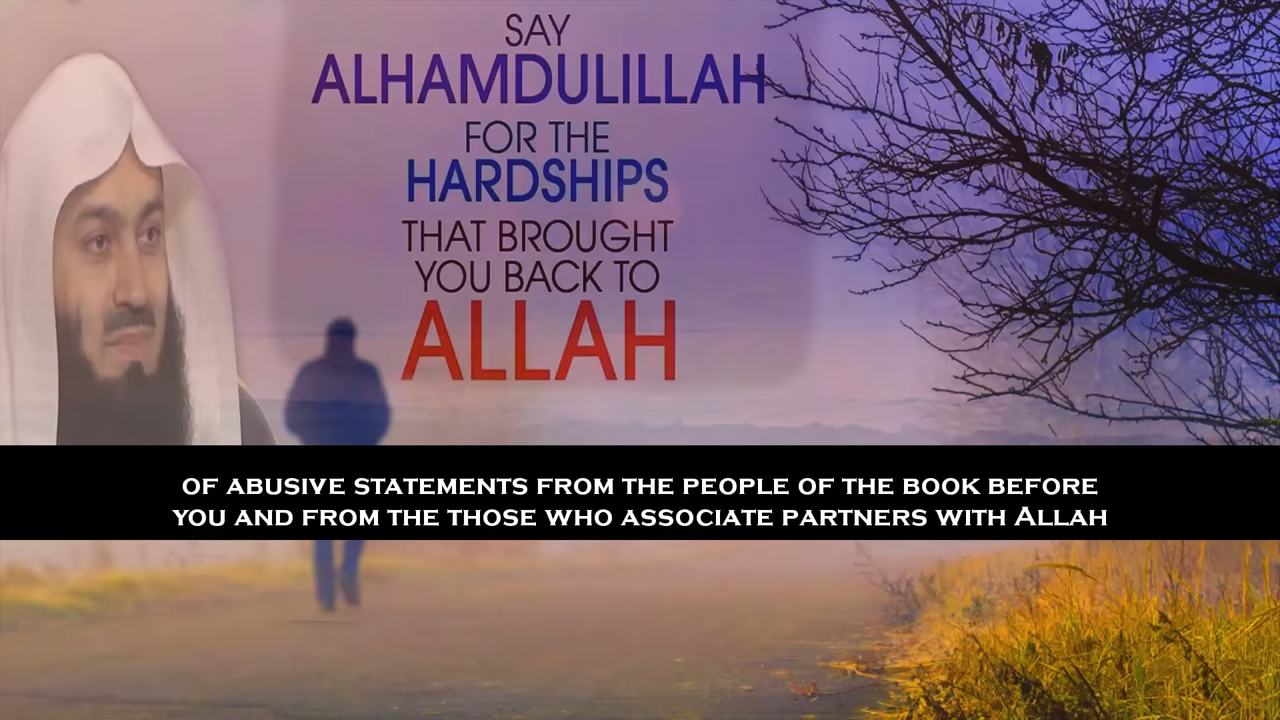 SAY
ALHAMDULILLAH
FOR THE
HARDSHIPS
THAT BROUGHT
YOU BACK TO
ALLAH
OF ABUSIVE STATEMENTS FROM THE PEOPLE OF THE BOOK BEFORE
YOU AND FROM THE THOSE WHO ASSOCIATE PARTNERS WITH ALLAH